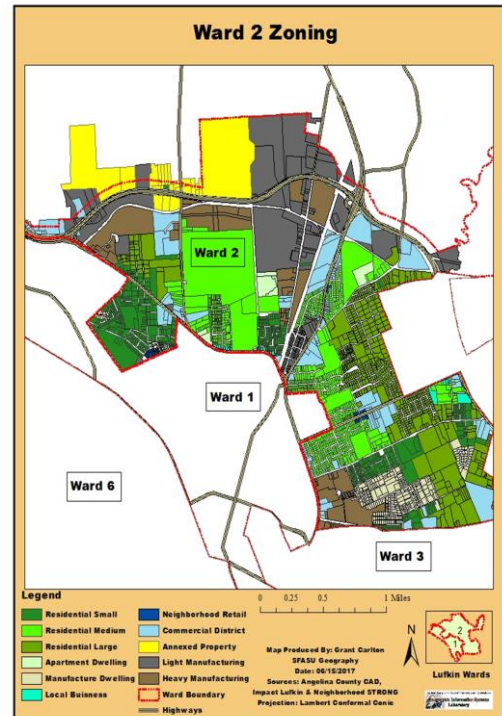 Ward 2 Zoning
Ward 2
Ward 1
Ward 6
Ward 3
Legend
Residential Small
Residential Medium
Residential Large
Apartment Dwelling
Manufacture Dwelling
Local Buisness
Neighborhood Retail
Commercial District
Annexed Property
Light Manufacturing
Heavy Manufacturing
Ward Boundary
Highways
0 0.25 0.5 1 Miles
Map Produced By: Grant Carlton
SFASU Geography
Date: 06/15/2017
Sources: Angelina County CAD,
Impact Lufkin & Neighborhood STRONG
Projection: Lambert Conformal Conic
N
2
1
Lufkin Wards
Laboratory